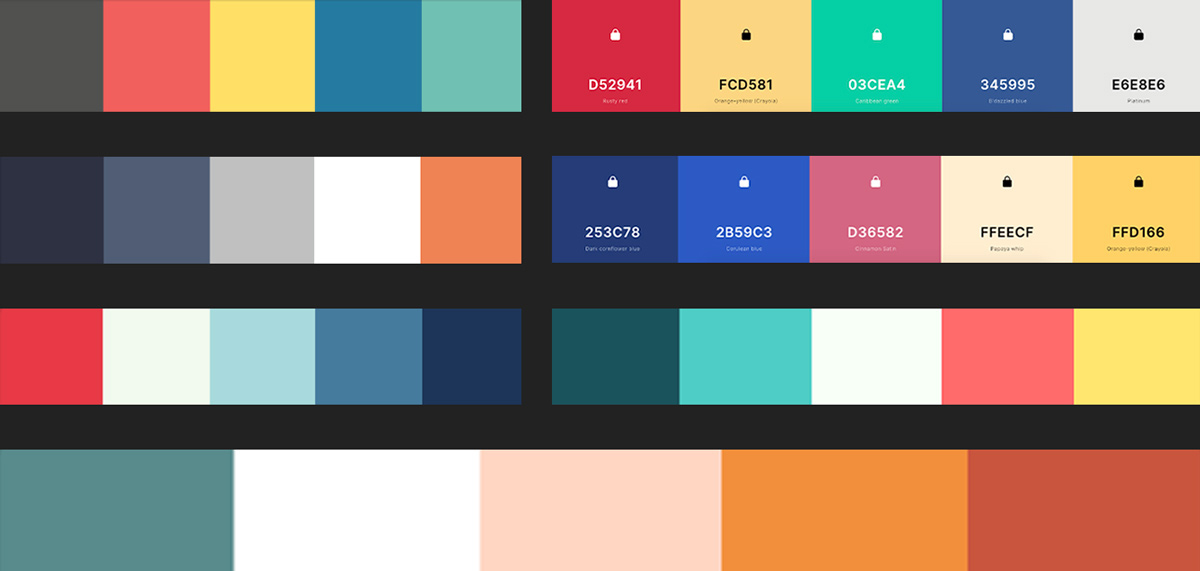 D52941
Rusty red
FCD581
Orange-yellow (Crayola)
03CEA4
Caribbean green
345995
B'dazzled blue
E6E8E6
Platinum
253C78
Dark cornflower blue
2B59C3
Cerulean blue
D36582
Cinnamon Satin
FFEECF
Papaya whip
FFD166
Orange-yellow (Crayola)